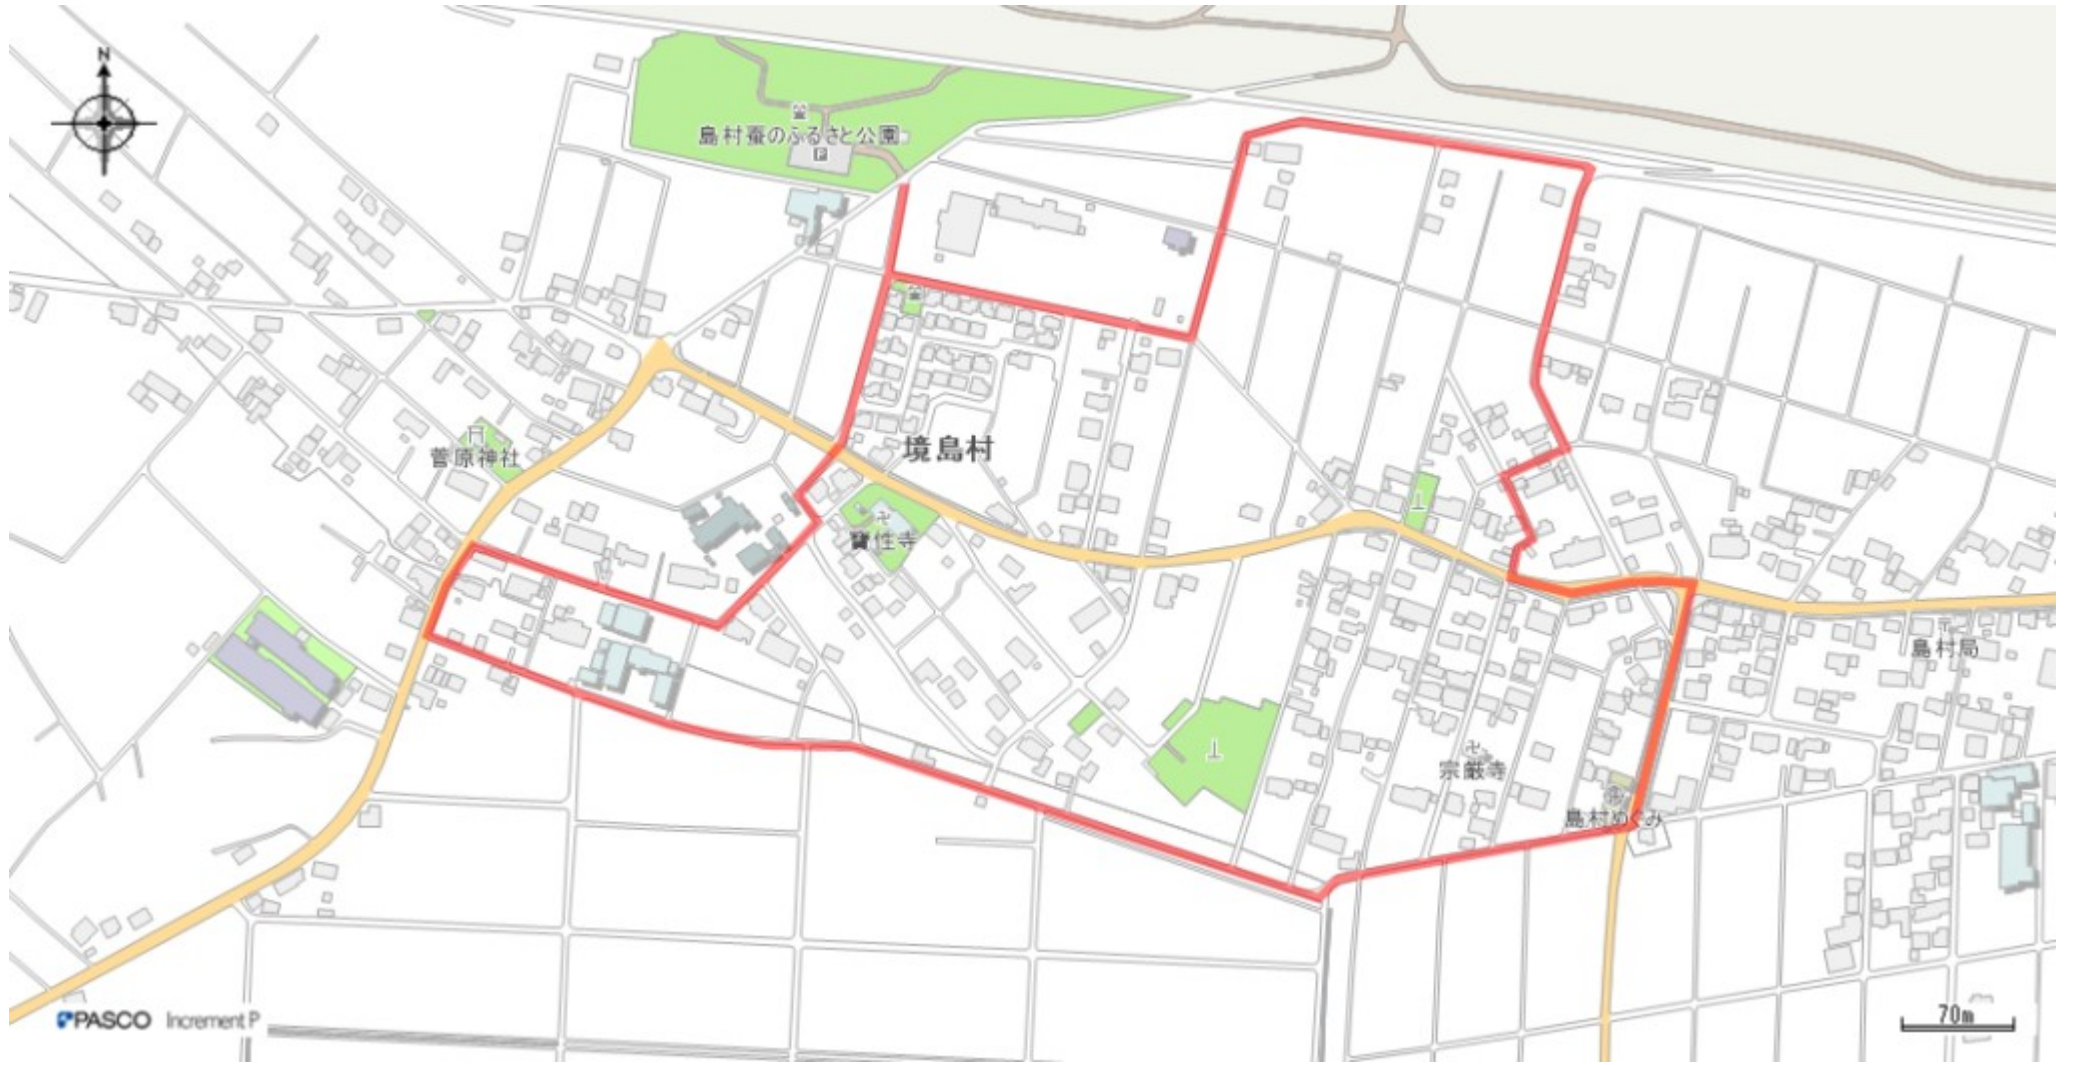 N
島村蚕のふるさと公園
P
境島村
菅原神社
寶性寺
島村局
宗厳寺
島村めぐみ
PASCO Increment P
70m